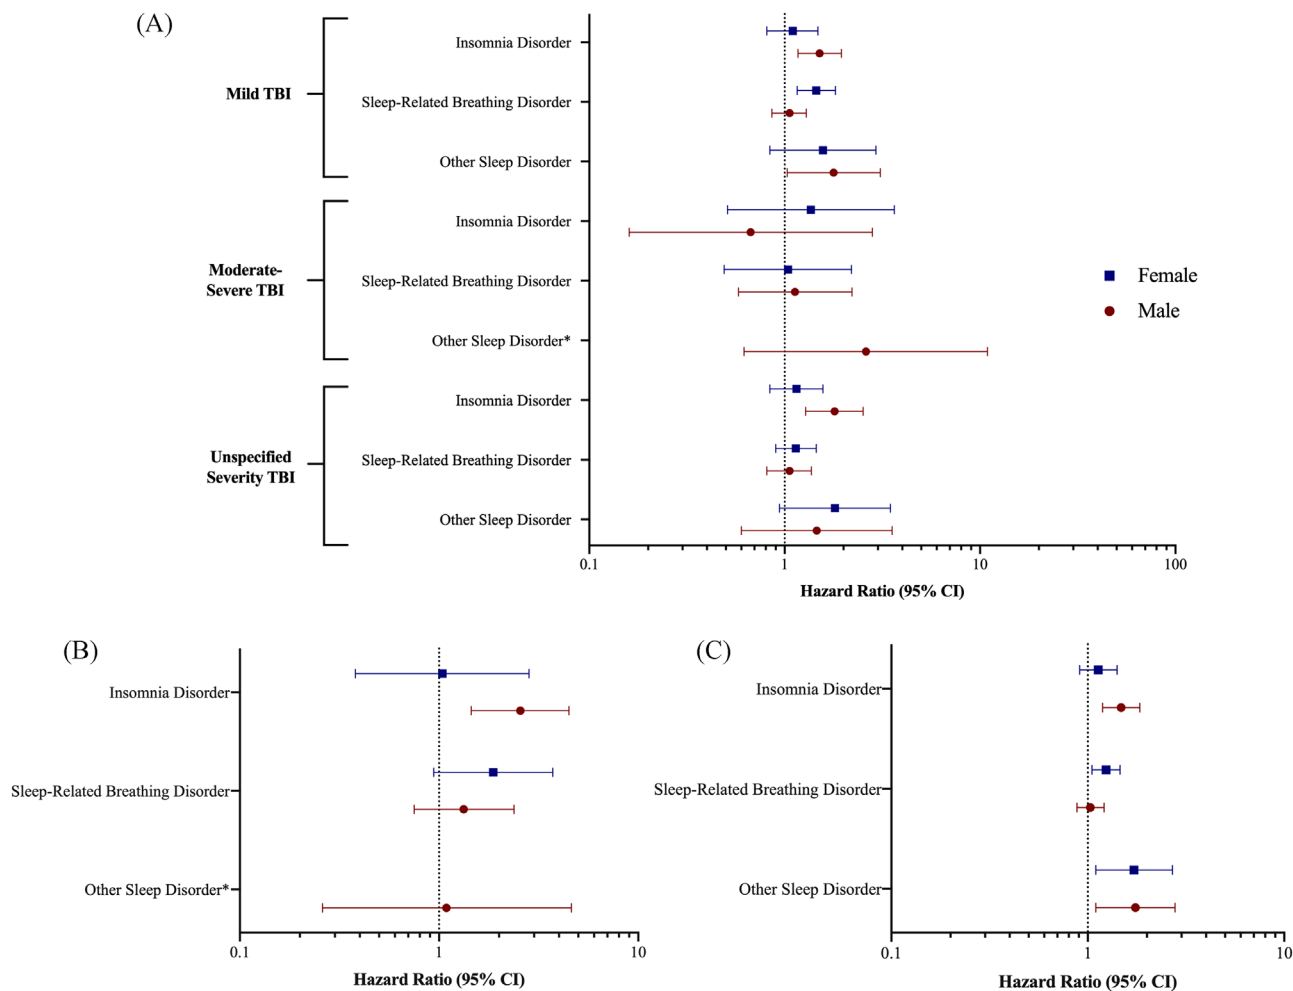 (A)
Mild TBI
Insomnia Disorder
Sleep-Related Breathing Disorder
Other Sleep Disorder
Moderate-
Severe TBI
Insomnia Disorder
Sleep-Related Breathing Disorder
Other Sleep Disorder*
Unspecified
Severity TBI
Insomnia Disorder
Sleep-Related Breathing Disorder
Other Sleep Disorder
0.1 1 10 100
Hazard Ratio (95% CI)
Female
Male
(B)
Insomnia Disorder
Sleep-Related Breathing Disorder
Other Sleep Disorder*
0.1 1 10
Hazard Ratio (95% CI)
(C)
Insomnia Disorder
Sleep-Related Breathing Disorder
Other Sleep Disorder
0.1 1 10
Hazard Ratio (95% CI)